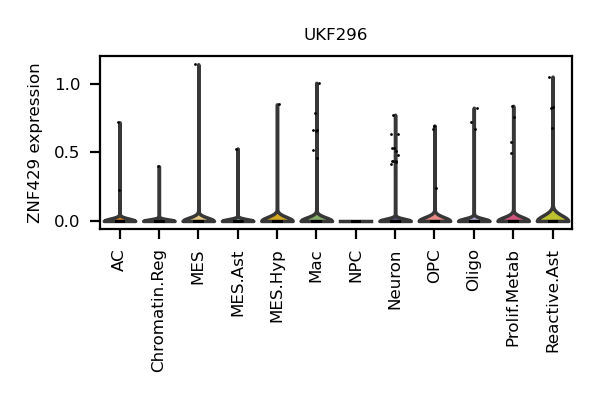 UKF296
ZNF429 expression
1.0
0.5
0.0
AC
Chromatin.Reg
MES
MES.Ast
MES.Hyp
Mac
NPC
Neuron
OPC
Oligo
Prolif.Metab
Reactive.Ast